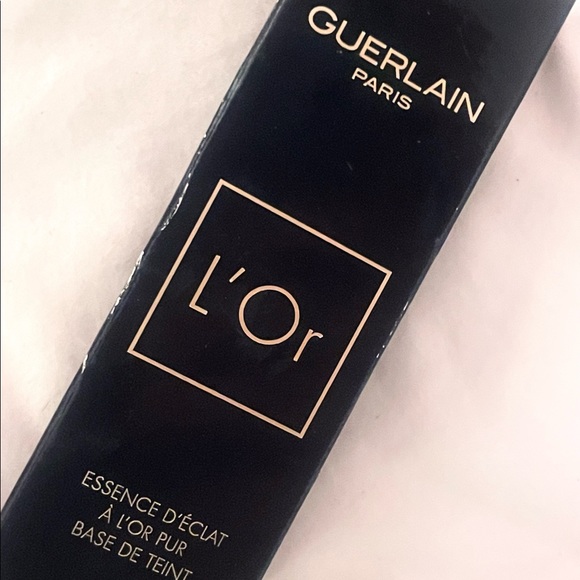 GUERLAIN
PARIS
L'Or
ESSENCE D'ÉCLAT
À L'OR PUR
BASE DE TEINT